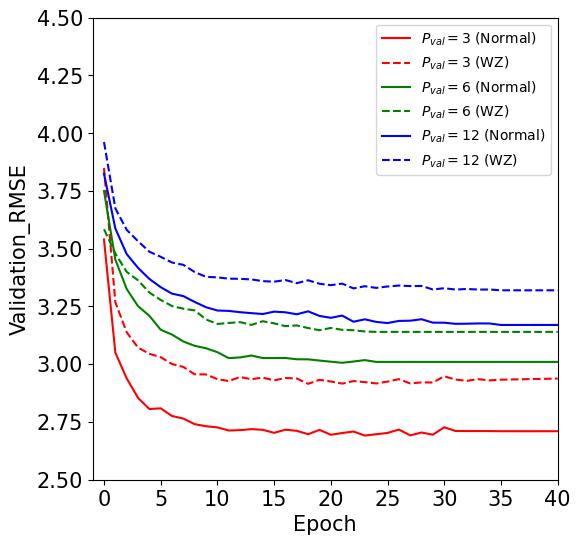 4.50
4.25
4.00
3.75
3.50
3.25
3.00
2.75
2.50
Validation_RMSE
P_val = 3 (Normal)
P_val = 3 (WZ)
P_val = 6 (Normal)
P_val = 6 (WZ)
P_val = 12 (Normal)
P_val = 12 (WZ)
0 5 10 15 20 25 30 35 40
Epoch